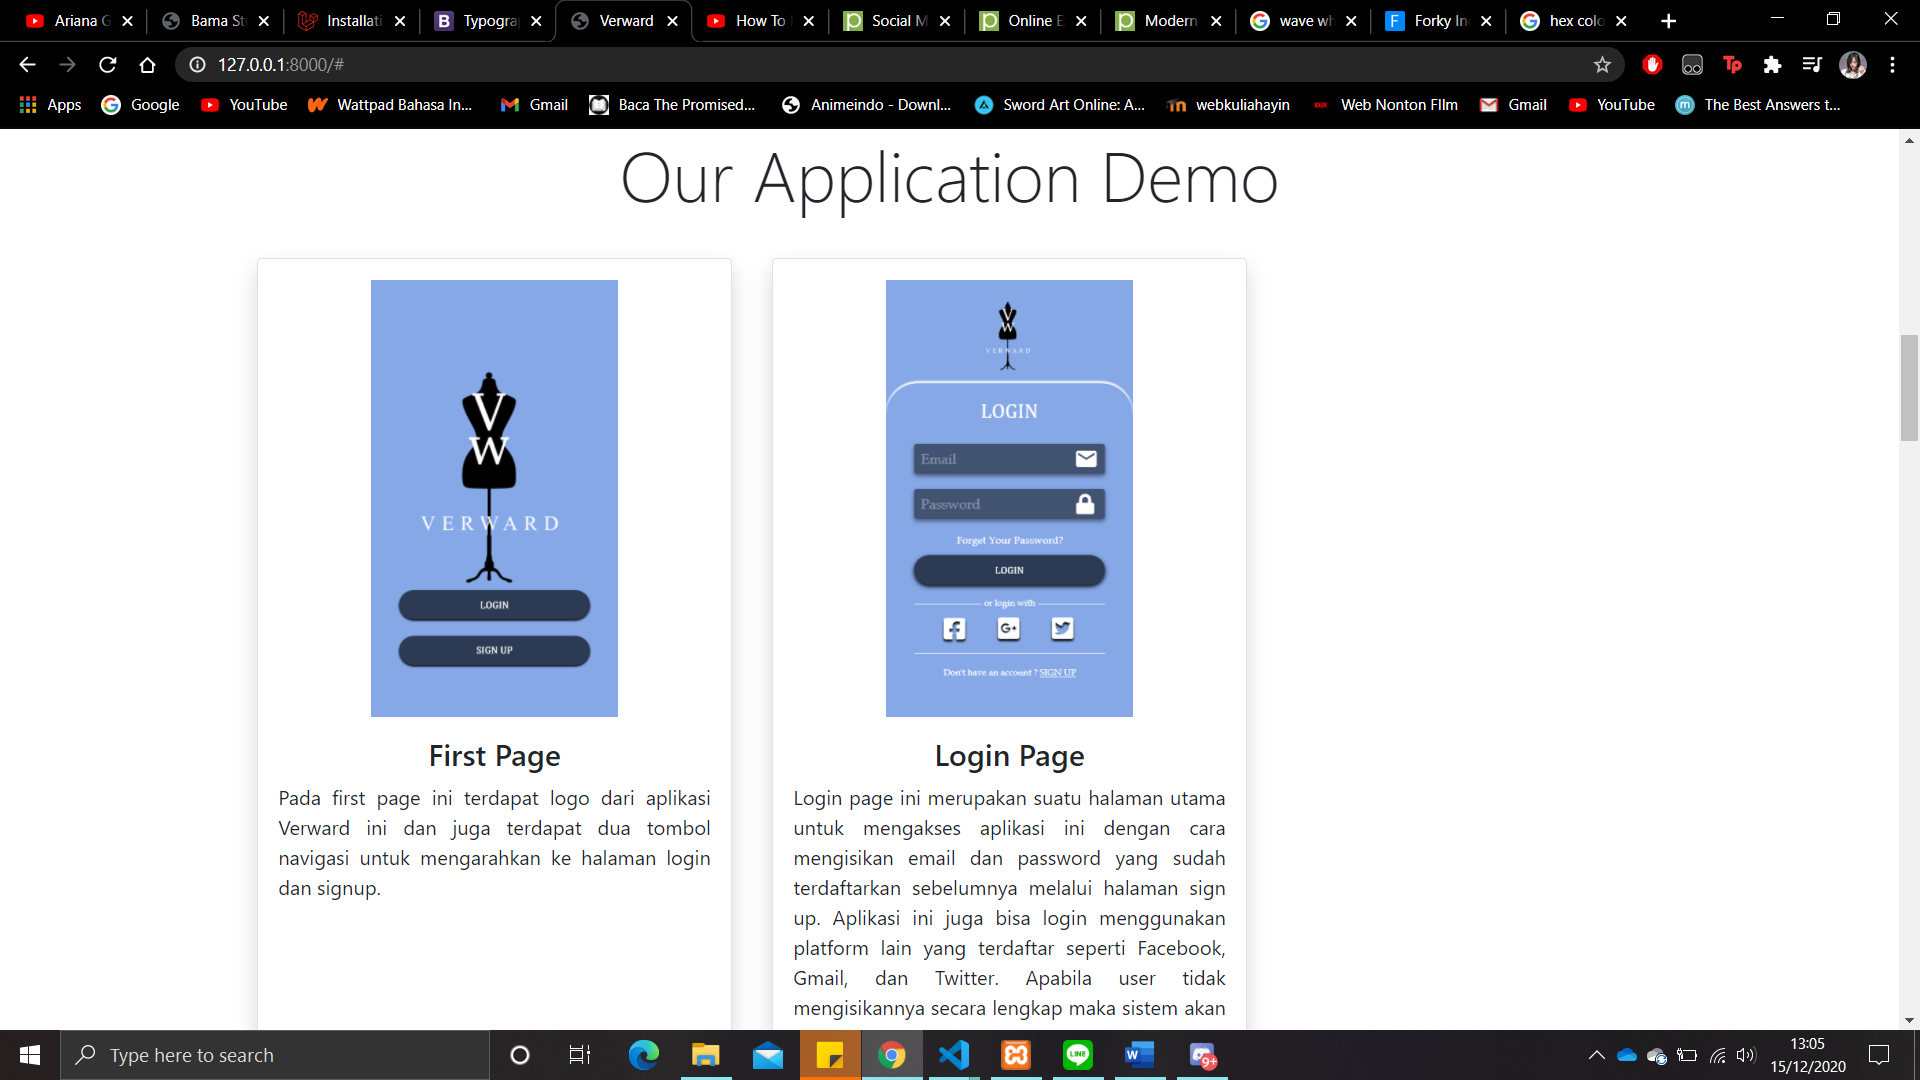 Ariana G
Bama St
Installati
Typogra
Verward
How To
Social M
Online E
Modern
wave wh
Forky In
hex colo
127.0.0.1:8000/#
Apps
Google
YouTube
Wattpad Bahasa In...
Gmail
Baca The Promised...
Animeindo - Downl...
Sword Art Online: A...
webkuliahayin
Web Nonton FIlm
Gmail
YouTube
The Best Answers t...
Our Application Demo
V
W
VERWARD
LOGIN
SIGN UP
First Page
Pada first page ini terdapat logo dari aplikasi
Verward ini dan juga terdapat dua tombol
navigasi untuk mengarahkan ke halaman login
dan signup.
V
W
VERWARD
LOGIN
Email
Password
Forget Your Password?
LOGIN
or login with
Don't have an account ? SIGN UP
Login Page
Login page ini merupakan suatu halaman utama
untuk mengakses aplikasi ini dengan cara
mengisikan email dan password yang sudah
terdaftarkan sebelumnya melalui halaman sign
up. Aplikasi ini juga bisa login menggunakan
platform lain yang terdaftar seperti Facebook,
Gmail, dan Twitter. Apabila user tidak
mengisikannya secara lengkap maka sistem akan
Type here to search
9+
13:05
15/12/2020